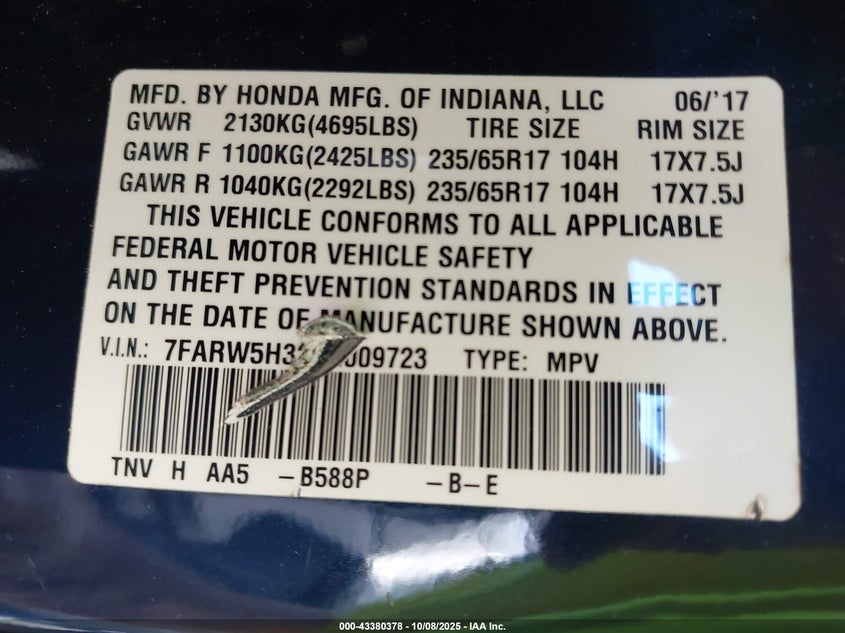 MFD. BY HONDA MFG. OF INDIANA, LLC 06/'17
GVWR 2130KG(4695LBS) TIRE SIZE RIM SIZE
GAWR F 1100KG(2425LBS) 235/65R17 104H 17X7.5J
GAWR R 1040KG(2292LBS) 235/65R17 104H 17X7.5J
THIS VEHICLE CONFORMS TO ALL APPLICABLE
FEDERAL MOTOR VEHICLE SAFETY
AND THEFT PREVENTION STANDARDS IN EFFECT
ON THE DATE OF MANUFACTURE SHOWN ABOVE.
V.I.N.: TYPE: MPV
TNV H AA5 -B588P -B-E
000-43380378 - 10/08/2025 - IAA Inc.